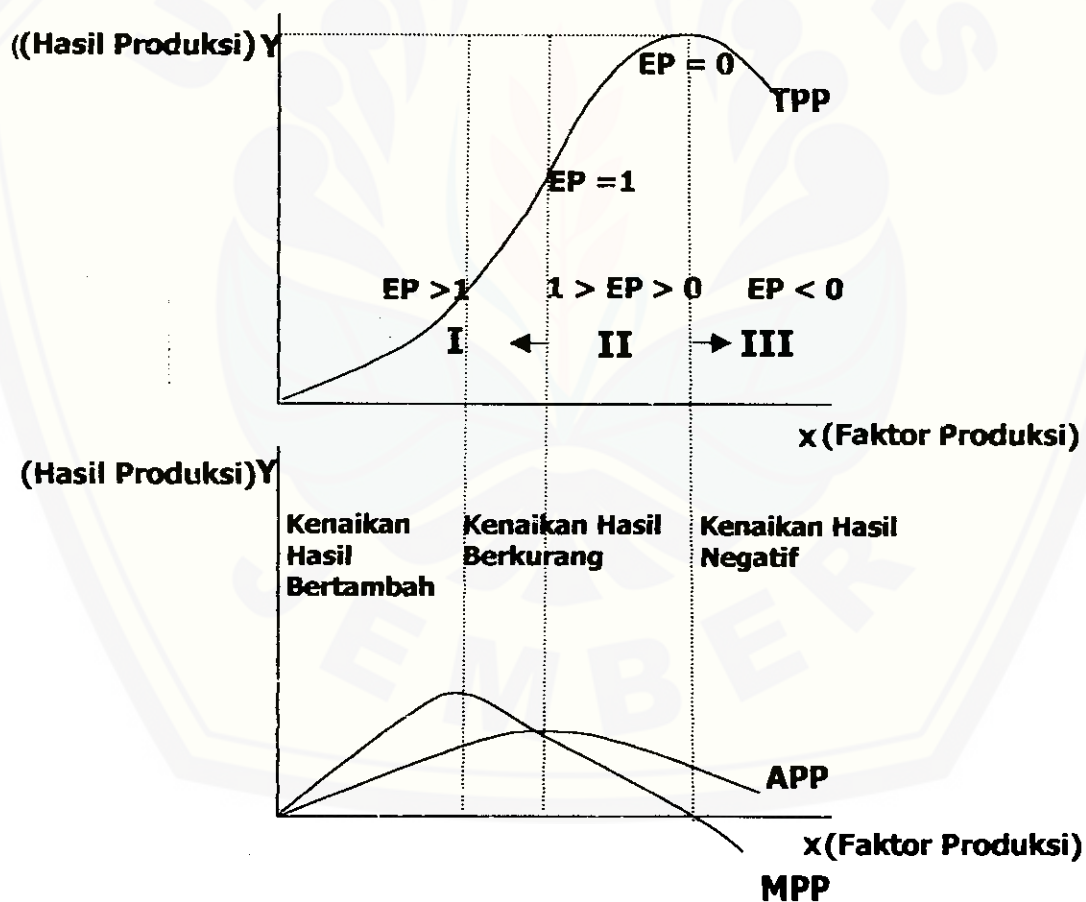 ((Hasil Produksi) Y
EP = 0
TPP
EP =1
EP >1
1 > EP > 0
EP < 0
I
II
III
x (Faktor Produksi)
(Hasil Produksi) Y
Kenaikan
Hasil
Bertambah
Kenaikan Hasil
Berkurang
Kenaikan Hasil
Negatif
JEMBER
APP
x (Faktor Produksi)
MPP